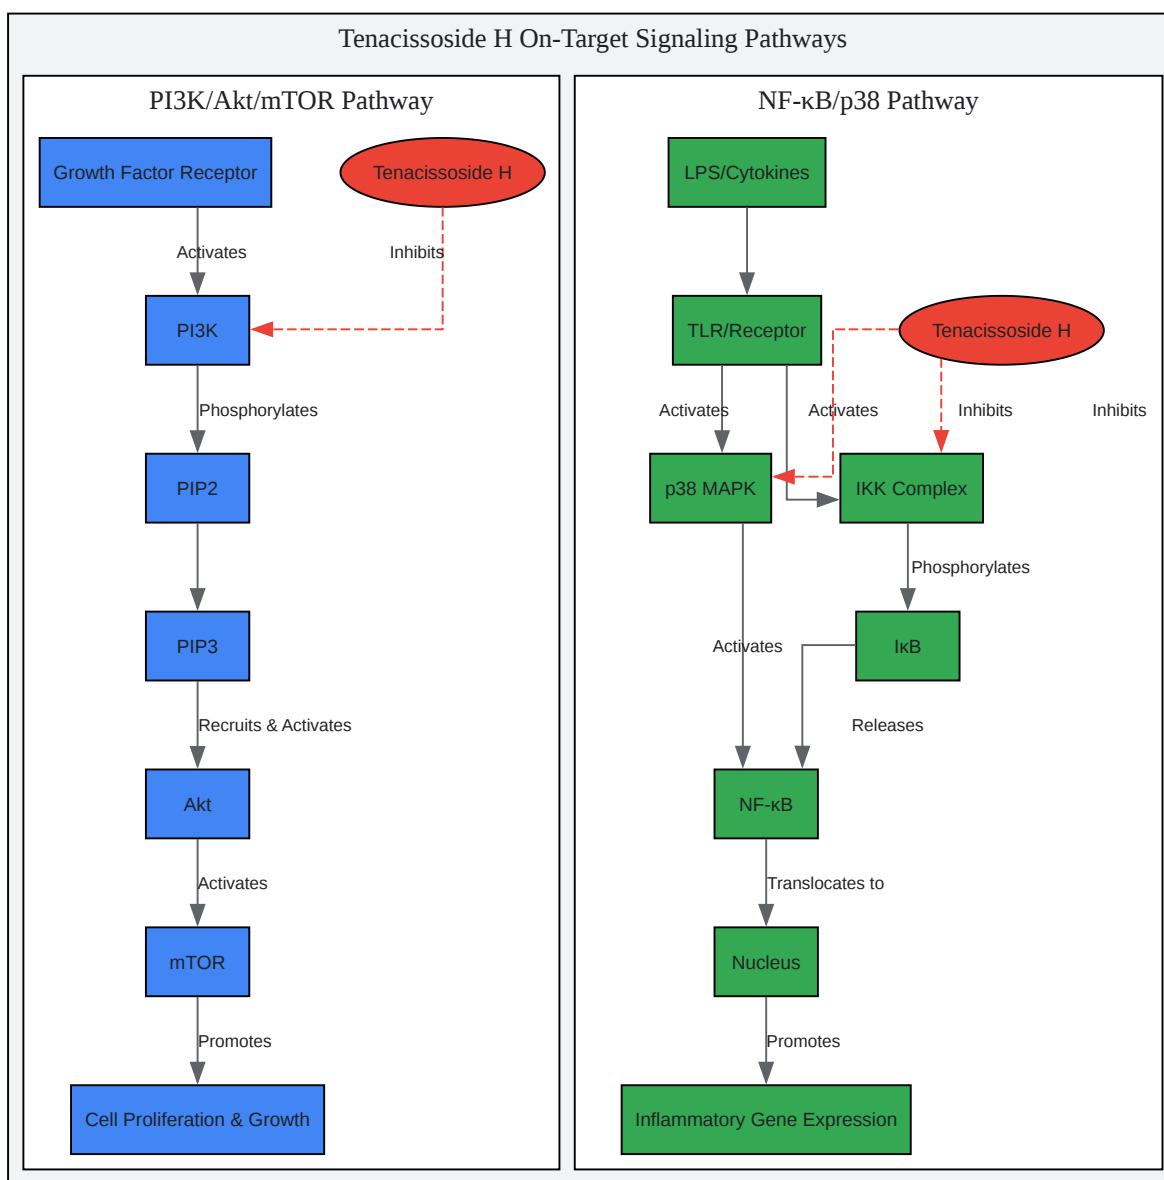 Tenacissoside H On-Target Signaling Pathways
PI3K/Akt/mTOR Pathway
Growth Factor Receptor
Tenacissoside H
Activates
Inhibits
PI3K
Phosphorylates
PIP2
PIP3
Recruits & Activates
Akt
Activates
mTOR
Promotes
Cell Proliferation & Growth
NF-κB/p38 Pathway
LPS/Cytokines
TLR/Receptor
Tenacissoside H
Activates
Activates
Inhibits
Inhibits
p38 MAPK
IKK Complex
Phosphorylates
Activates
IκB
Releases
NF-κB
Translocates to
Nucleus
Promotes
Inflammatory Gene Expression